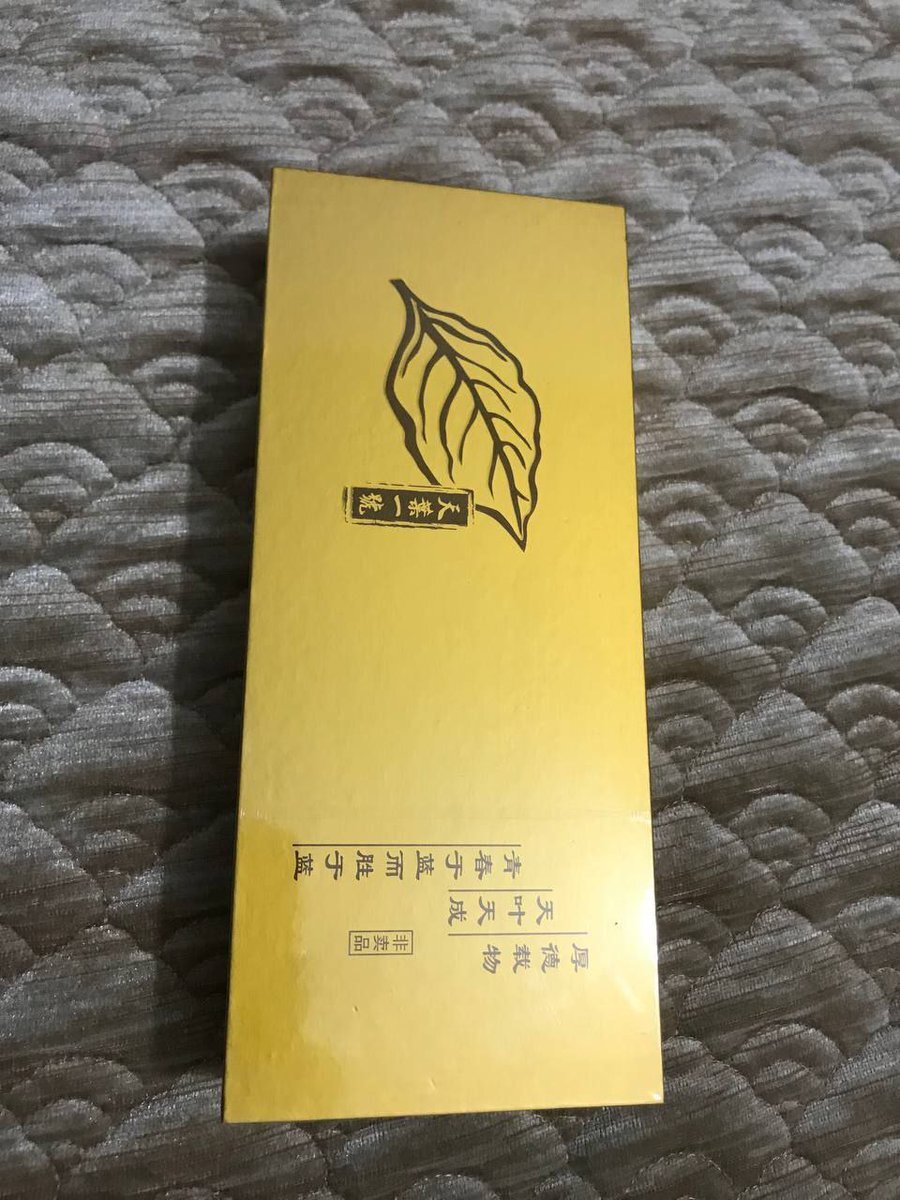 厚德载物
天叶天成
青春于蓝而胜于蓝
非卖品
天葉一號